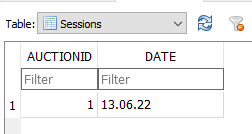 Table: Sessions
AUCTIONID DATE
Filter Filter
1 1 13.06.22